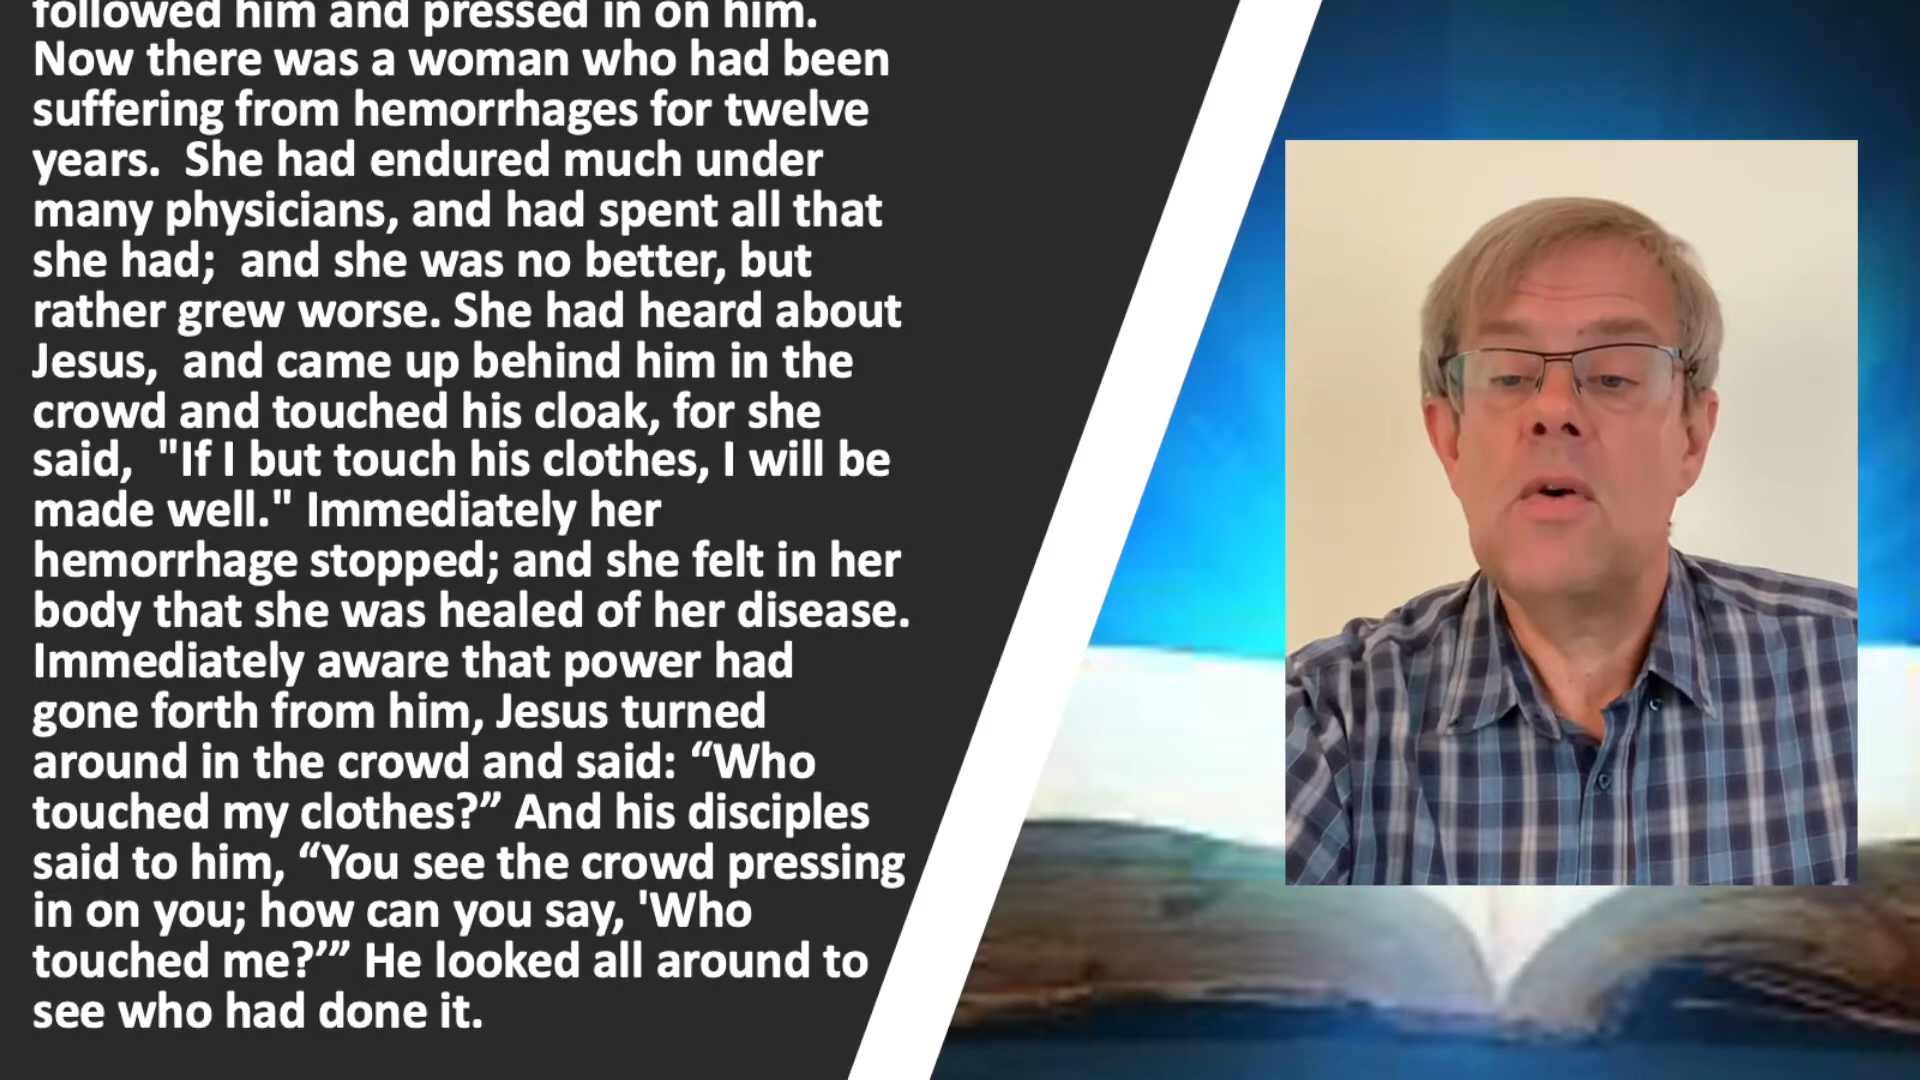 followed him and pressed in on him.
Now there was a woman who had been
suffering from hemorrhages for twelve
years.  She had endured much under
many physicians, and had spent all that
she had;  and she was no better, but
rather grew worse. She had heard about
Jesus,  and came up behind him in the
crowd and touched his cloak, for she
said,  "If I but touch his clothes, I will be
made well." Immediately her
hemorrhage stopped; and she felt in her
body that she was healed of her disease.
Immediately aware that power had
gone forth from him, Jesus turned
around in the crowd and said: “Who
touched my clothes?” And his disciples
said to him, “You see the crowd pressing
in on you; how can you say, 'Who
touched me?’” He looked all around to
see who had done it.